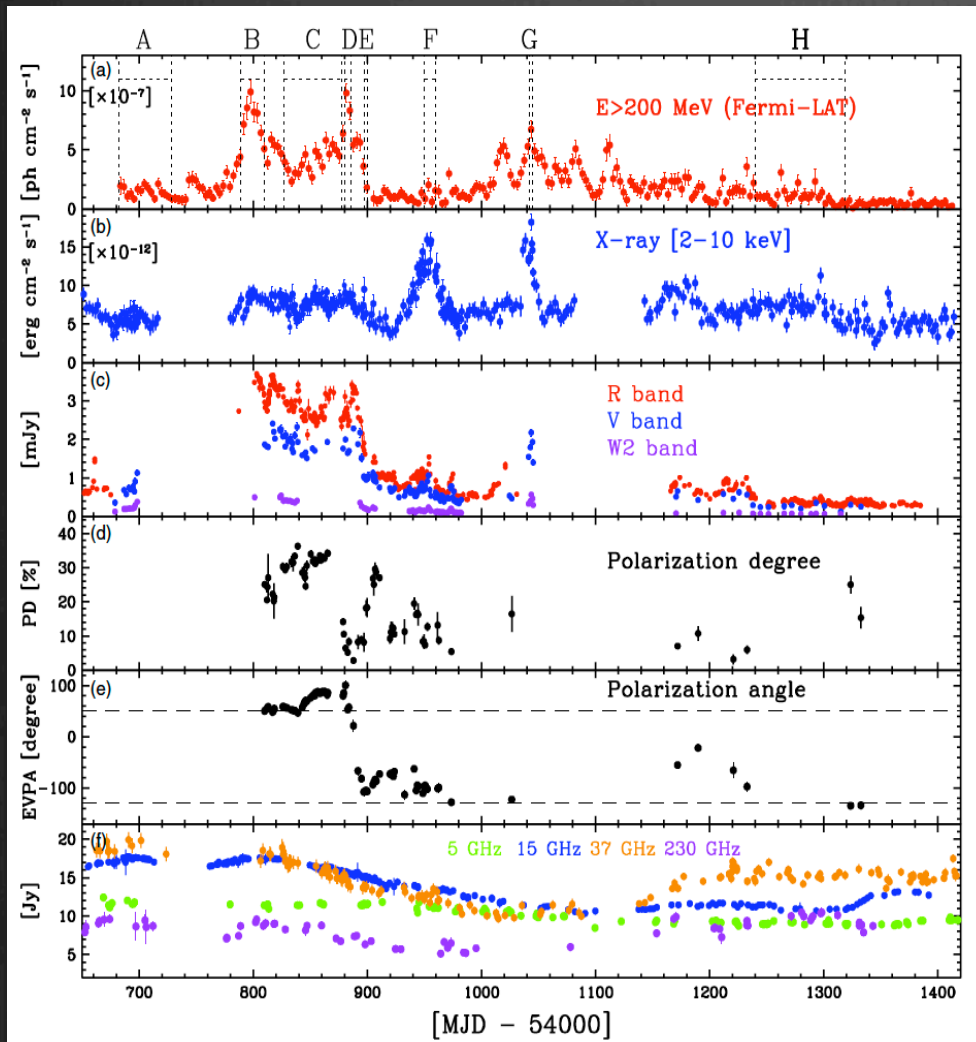 A B C D E F G H
(a)
[×10⁻⁷]
E>200 MeV (Fermi-LAT)
[ph cm⁻² s⁻¹]
10
5
0
(b)
[×10⁻¹²]
X-ray [2-10 keV]
[erg cm⁻² s⁻¹]
15
10
5
0
(c)
R band
V band
W2 band
[mJy]
3
2
1
0
(d)
Polarization degree
PD [%]
40
30
20
10
0
(e)
Polarization angle
EVPA [degree]
100
0
-100
(f)
5 GHz 15 GHz 37 GHz 230 GHz
[Jy]
20
15
10
5
700 800 900 1000 1100 1200 1300 1400
[MJD - 54000]